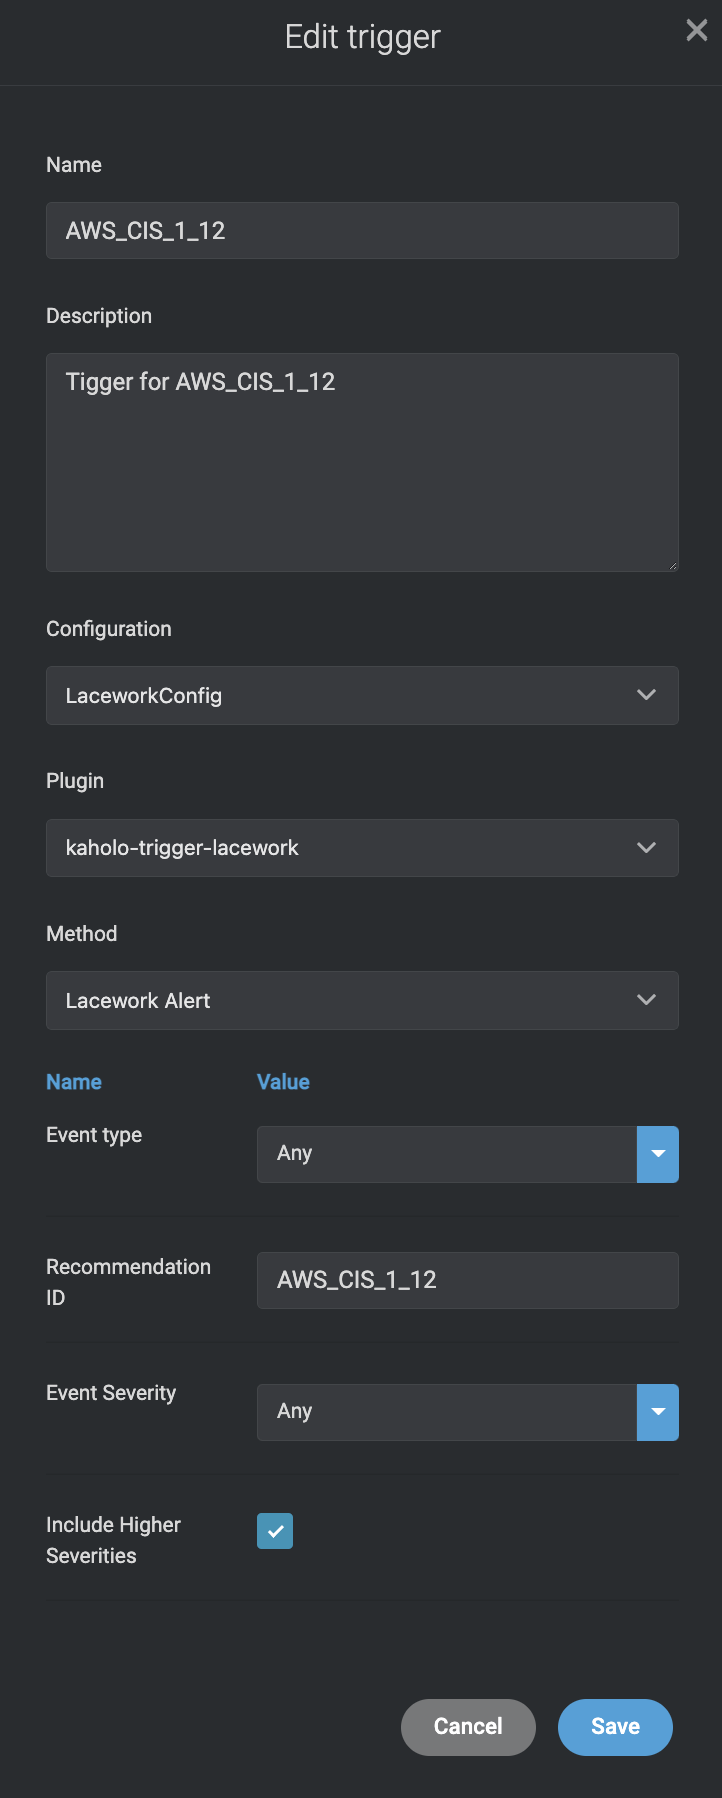 Edit trigger
Name
AWS_CIS_1_12
Description
Tigger for AWS_CIS_1_12
Configuration
LaceworkConfig
Plugin
kaholo-trigger-lacework
Method
Lacework Alert
Name Value
Event type Any
Recommendation
ID
AWS_CIS_1_12
Event Severity Any
Include Higher
Severities
Cancel Save